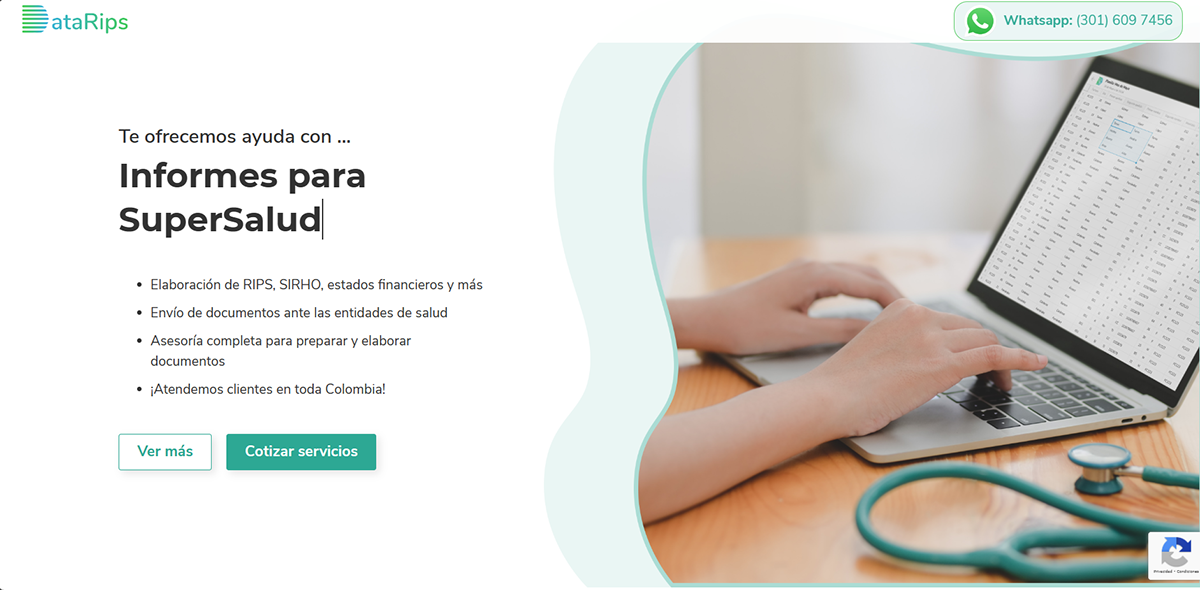 DataRips
Whatsapp: (301) 609 7456
Te ofrecemos ayuda con ...
Informes para
SuperSalud
• Elaboración de RIPS, SIRHO, estados financieros y más
• Envío de documentos ante las entidades de salud
• Asesoría completa para preparar y elaborar
documentos
• ¡Atendemos clientes en toda Colombia!
Ver más
Cotizar servicios
Privacidad • Condiciones